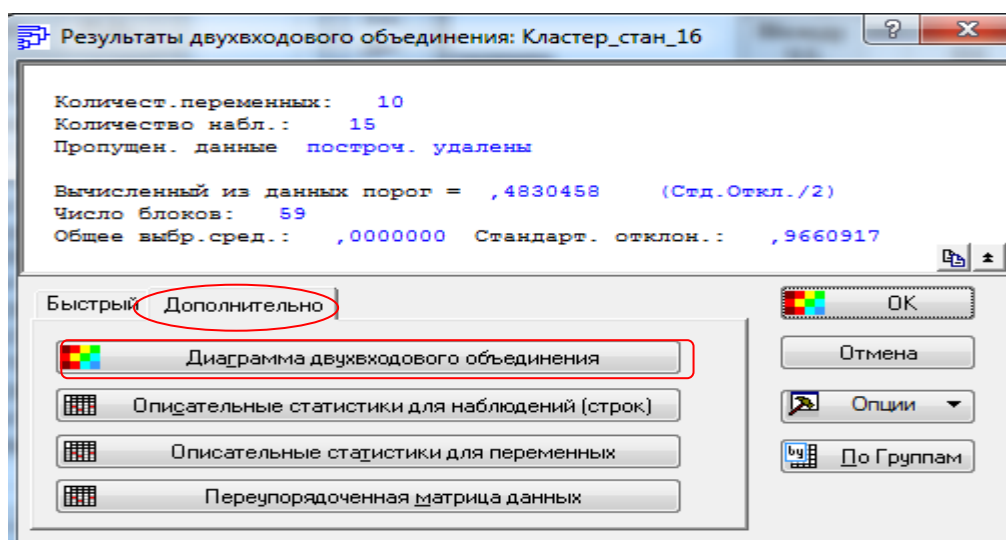 Результаты двухвходового объединения: Кластер_стан_16
Количест.переменных: 10
Количество набл.: 15
Пропущен. данные построч. удалены
Вычисленный из данных порог = ,4830458 (Стд.Откл./2)
Число блоков: 59
Общее выбр.сред.: ,0000000 Стандарт. отклон.: ,9660917
Быстрый Дополнительно
Диаграмма двухвходового объединения
Описательные статистики для наблюдений (строк)
Описательные статистики для переменных
Переупорядоченная матрица данных
OK
Отмена
Опции
По Группам